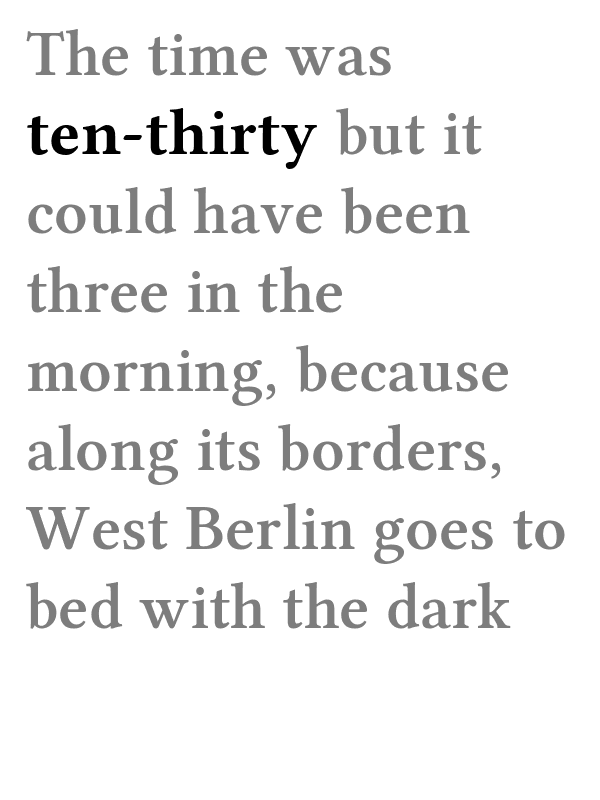 The time was
ten-thirty but it
could have been
three in the
morning, because
along its borders,
West Berlin goes to
bed with the dark